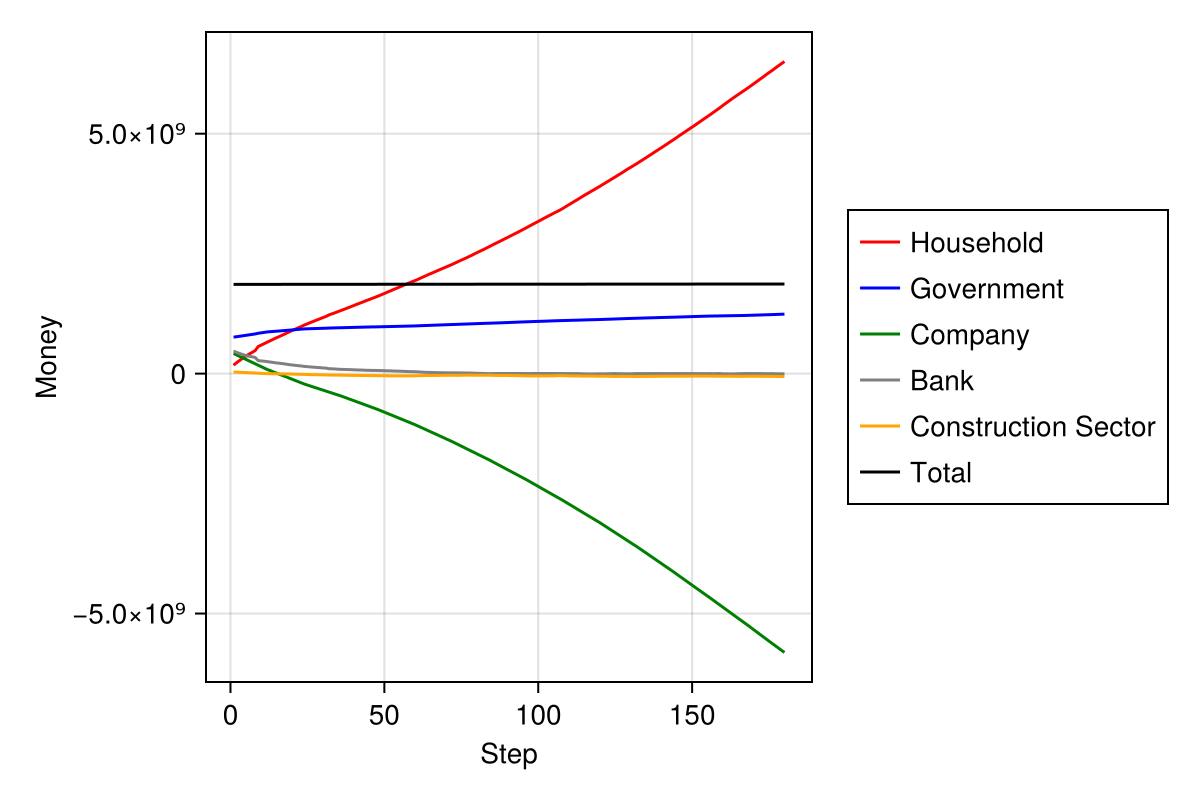 5.0×10⁹
0
−5.0×10⁹
Money
0 50 100 150
Step
Household
Government
Company
Bank
Construction Sector
Total